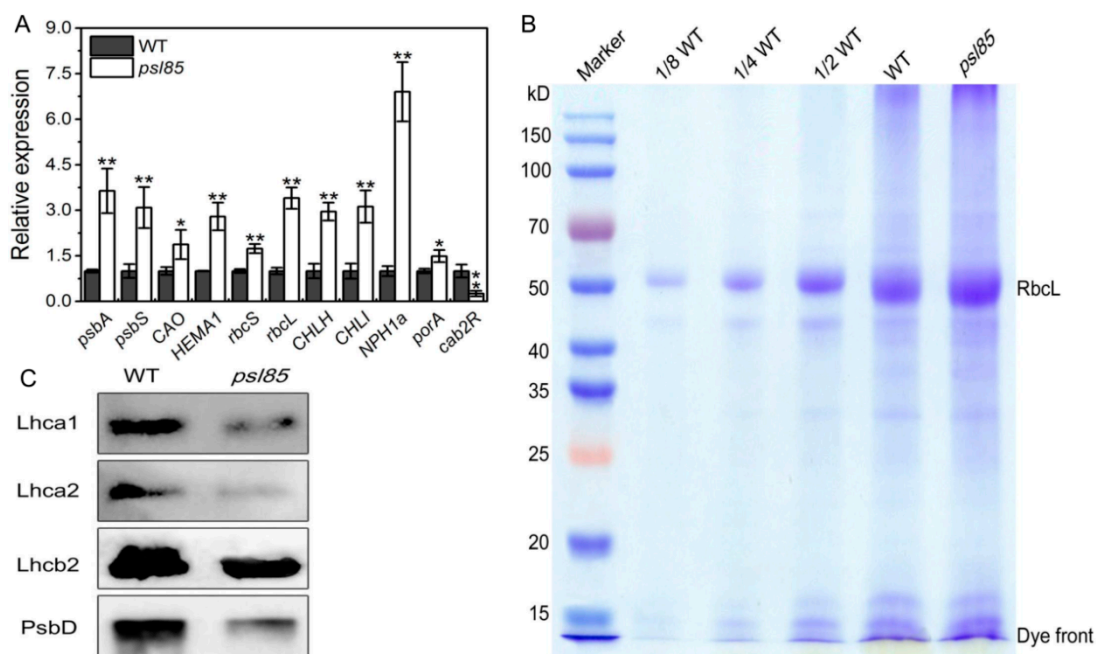 A
Relative expression
9.0
7.5
6.0
4.5
3.0
1.5
0.0
WT
psl85
**
**
*
**
**
**
**
**
**
*
*
*
psbA
psbS
CAO
HEMA1
rbcS
rbcL
CHLH
CHLI
NPH1a
porA
cab2R
B
Marker
1/8 WT
1/4 WT
1/2 WT
WT
psl85
kD
150
100
70
50
40
35
25
20
15
RbcL
Dye front
C
WT
psl85
Lhca1
Lhca2
Lhcb2
PsbD